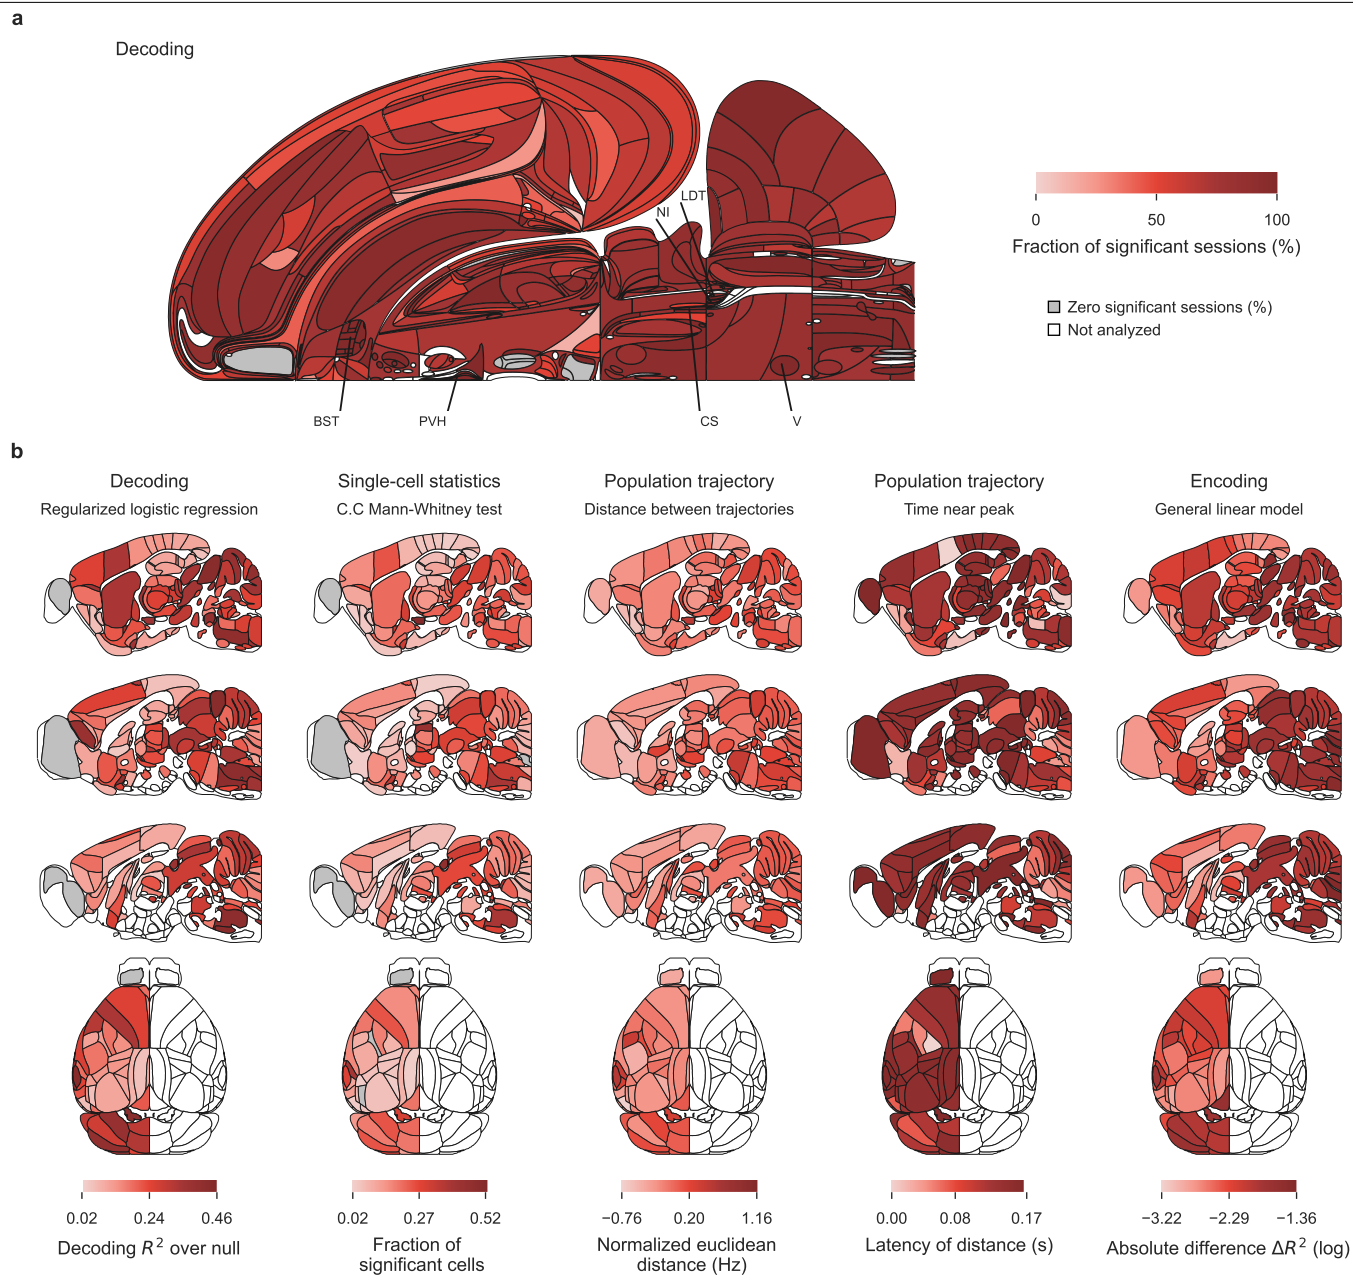 a
Decoding
LDT
NI
0 50 100
Fraction of significant sessions (%)
Zero significant sessions (%)
Not analyzed
BST PVH CS V
b
Decoding Single-cell statistics Population trajectory Population trajectory Encoding
Regularized logistic regression C.C Mann-Whitney test Distance between trajectories Time near peak General linear model
0.02 0.24 0.46 0.02 0.27 0.52 −0.76 0.20 1.16 0.00 0.08 0.17 −3.22 −2.29 −1.36
Decoding R² over null Fraction of Normalized euclidean Latency of distance (s) Absolute difference ΔR² (log)
significant cells distance (Hz)